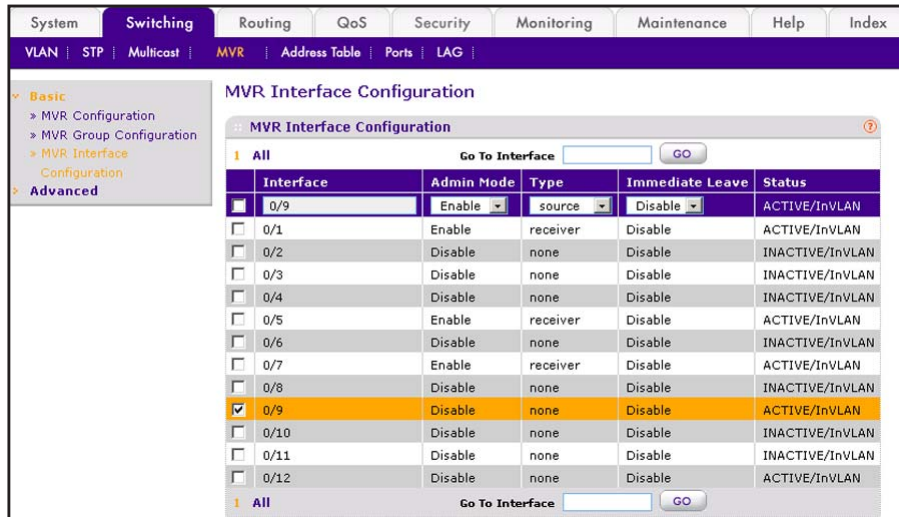 System Switching Routing QoS Security Monitoring Maintenance Help Index
VLAN STP Multicast MVR Address Table Ports LAG
Basic
» MVR Configuration
» MVR Group Configuration
» MVR Interface
Configuration
Advanced
MVR Interface Configuration
MVR Interface Configuration ?
1 All Go To Interface GO
Interface Admin Mode Type Immediate Leave Status
0/9 Enable source Disable ACTIVE/InVLAN
0/1 Enable receiver Disable ACTIVE/InVLAN
0/2 Disable none Disable INACTIVE/InVLAN
0/3 Disable none Disable INACTIVE/InVLAN
0/4 Disable none Disable INACTIVE/InVLAN
0/5 Enable receiver Disable ACTIVE/InVLAN
0/6 Disable none Disable INACTIVE/InVLAN
0/7 Enable receiver Disable ACTIVE/InVLAN
0/8 Disable none Disable INACTIVE/InVLAN
0/9 Disable none Disable ACTIVE/InVLAN
0/10 Disable none Disable INACTIVE/InVLAN
0/11 Disable none Disable INACTIVE/InVLAN
0/12 Disable none Disable ACTIVE/InVLAN
1 All Go To Interface GO